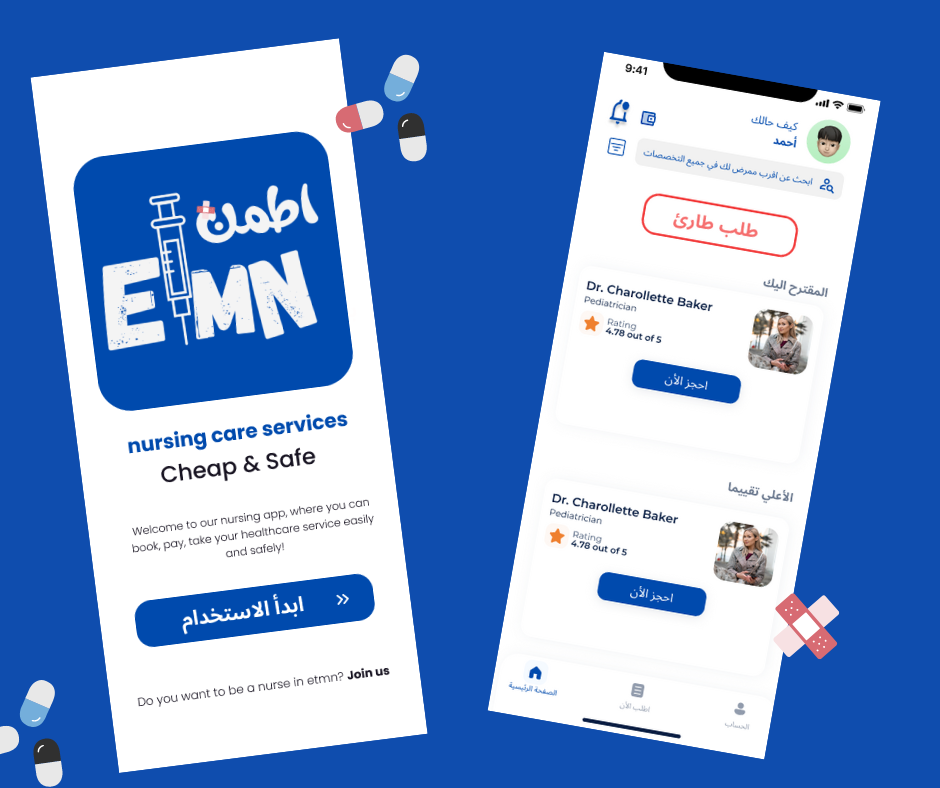 اطمن
ETMN
nursing care services
Cheap & Safe
Welcome to our nursing app, where you can
book, pay, take your healthcare service easily
and safely!
ابدأ الاستخدام
Do you want to be a nurse in etmn? Join us
9:41
كيف حالك
أحمد
ابحث عن اقرب ممرض لك في جميع التخصصات
طلب طارئ
المقترح اليك
Dr. Charollette Baker
Pediatrician
Rating
4.78 out of 5
احجز الأن
الأعلي تقييما
Dr. Charollette Baker
Pediatrician
Rating
4.78 out of 5
احجز الأن
الصفحة الرئيسية
اطلب الأن
الحساب